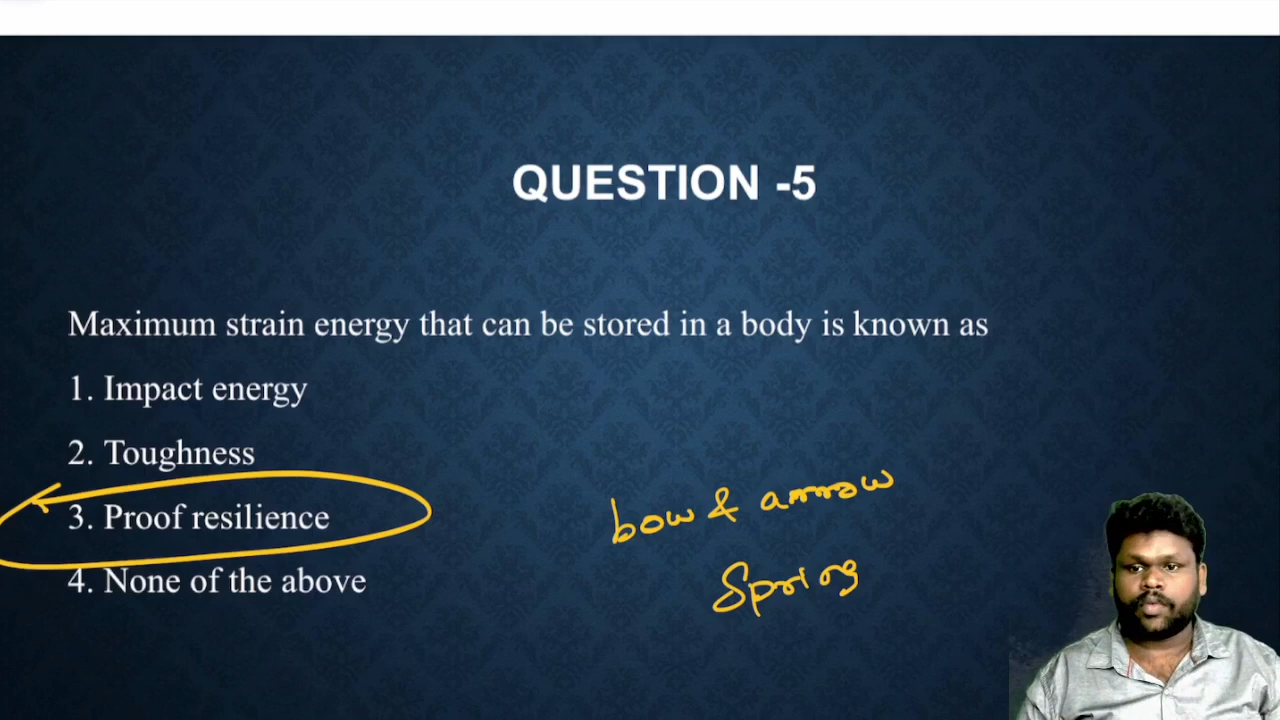 QUESTION -5
Maximum strain energy that can be stored in a body is known as
1. Impact energy
2. Toughness
3. Proof resilience
4. None of the above
bow & arrow
Spring